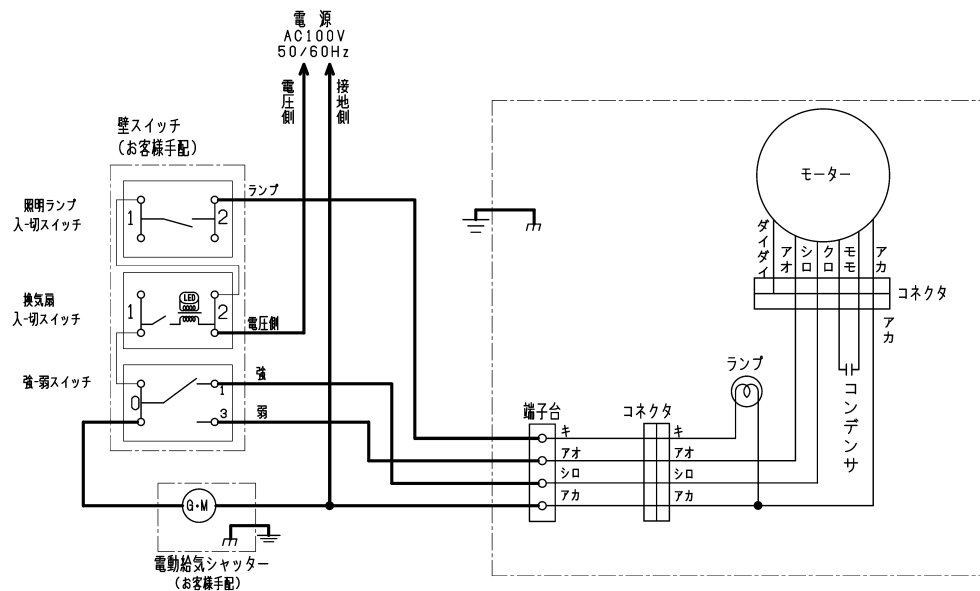 電 源
AC100V
50/60Hz
電圧側
接地側
壁スイッチ
(お客様手配)
照明ランプ
入-切スイッチ
1
2
ランプ
換気扇
入-切スイッチ
1
LED
2
電圧側
強-弱スイッチ
強
1
3
弱
G・M
電動給気シャッター
(お客様手配)
モーター
ダイダイ
アオ
シロ
クロ
モモ
アカ
コネクタ
アカ
ランプ
コンデンサ
端子台
コネクタ
キ
キ
アオ
アオ
シロ
シロ
アカ
アカ